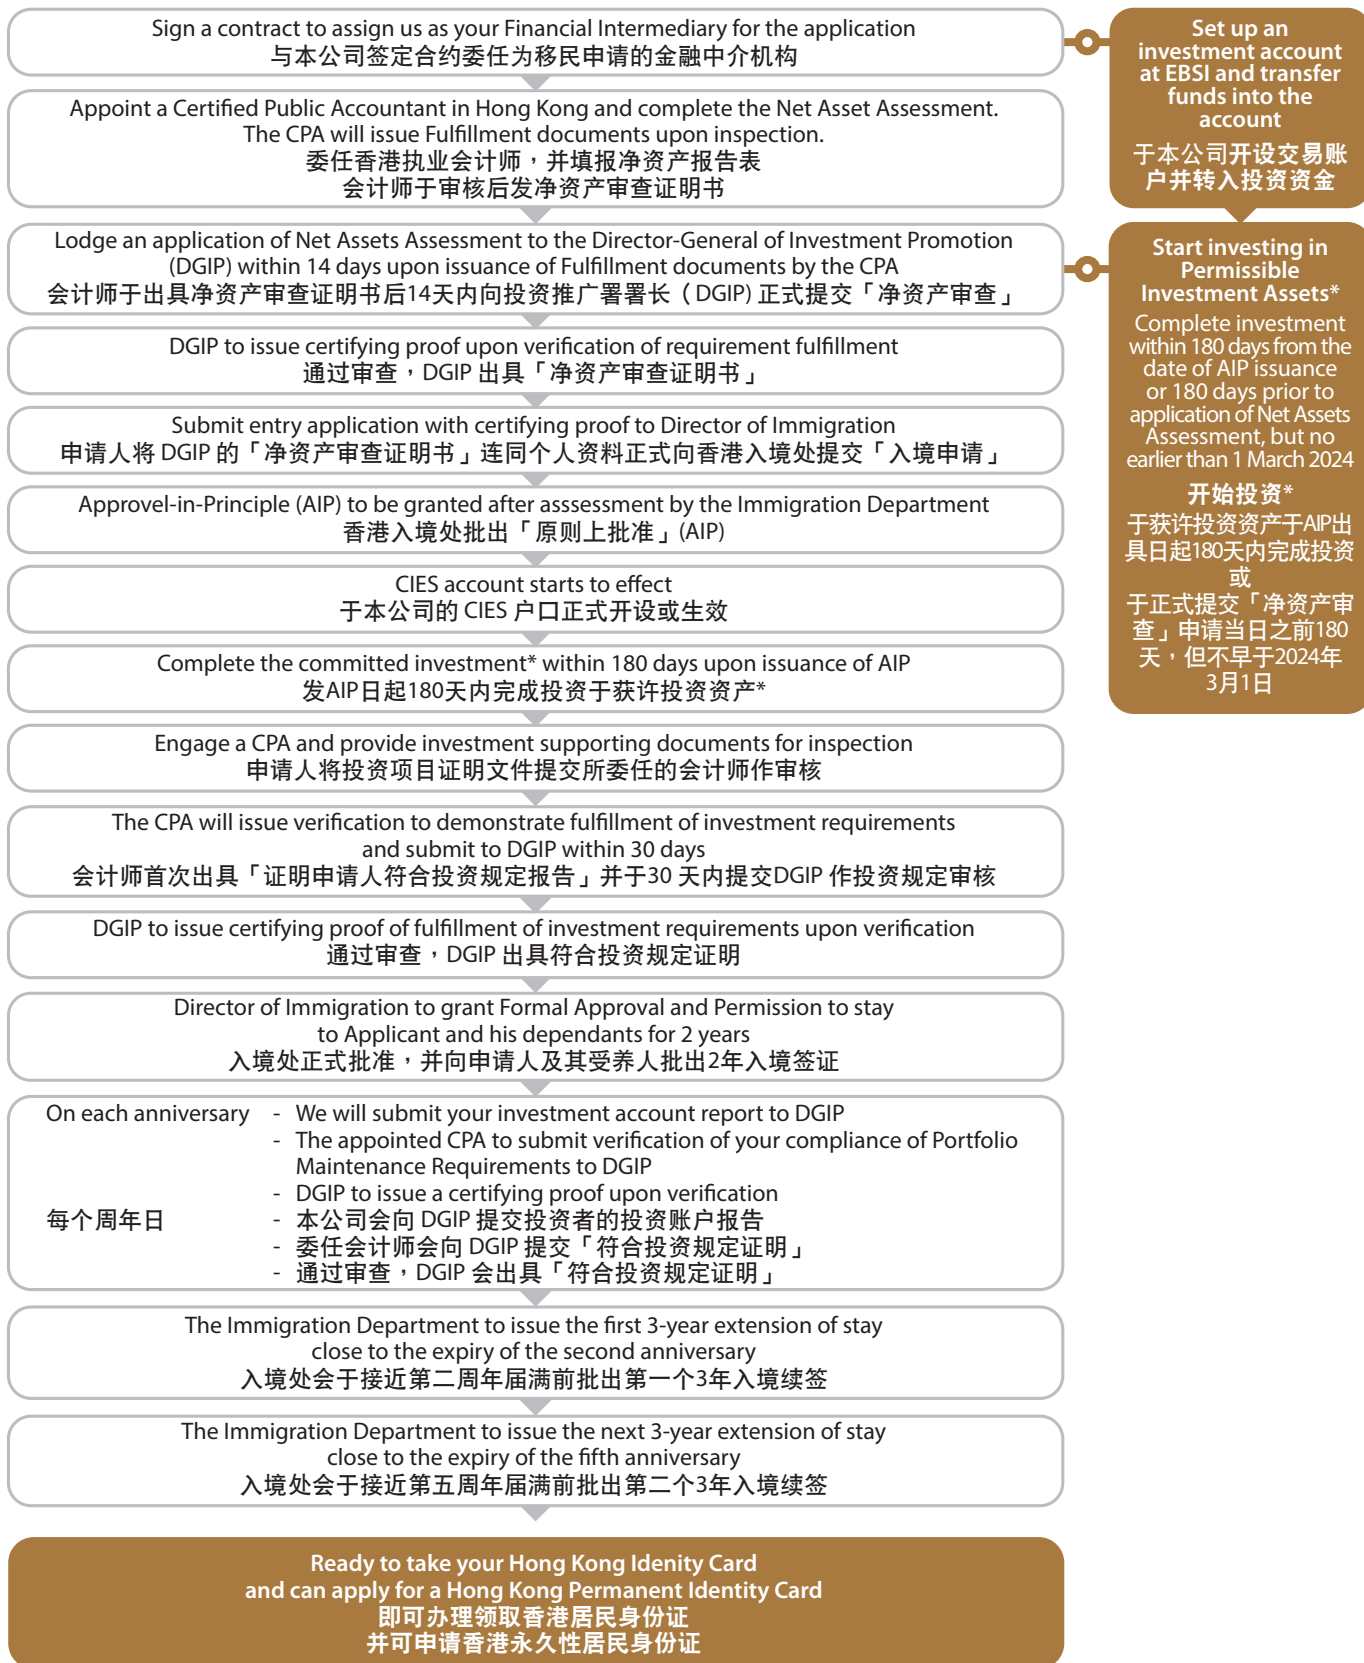 Sign a contract to assign us as your Financial Intermediary for the application
与本公司签定合约委任为移民申请的金融中介机构
Appoint a Certified Public Accountant in Hong Kong and complete the Net Asset Assessment.
The CPA will issue Fulfillment documents upon inspection.
委任香港执业会计师，并填报净资产报告表
会计师于审核后发净资产审查证明书
Lodge an application of Net Assets Assessment to the Director-General of Investment Promotion
(DGIP) within 14 days upon issuance of Fulfillment documents by the CPA
会计师于出具净资产审查证明书后14天内向投资推广署署长（DGIP) 正式提交「净资产审查」
DGIP to issue certifying proof upon verification of requirement fulfillment
通过审查，DGIP 出具「净资产审查证明书」
Submit entry application with certifying proof to Director of Immigration
申请人将 DGIP 的「净资产审查证明书」连同个人资料正式向香港入境处提交「入境申请」
Approvel-in-Principle (AIP) to be granted after asssessment by the Immigration Department
香港入境处批出「原则上批准」(AIP)
CIES account starts to effect
于本公司的 CIES 户口正式开设或生效
Complete the committed investment* within 180 days upon issuance of AIP
发AIP日起180天内完成投资于获许投资资产*
Engage a CPA and provide investment supporting documents for inspection
申请人将投资项目证明文件提交所委任的会计师作审核
The CPA will issue verification to demonstrate fulfillment of investment requirements
and submit to DGIP within 30 days
会计师首次出具「证明申请人符合投资规定报告」并于30 天内提交DGIP 作投资规定审核
DGIP to issue certifying proof of fulfillment of investment requirements upon verification
通过审查，DGIP 出具符合投资规定证明
Director of Immigration to grant Formal Approval and Permission to stay
to Applicant and his dependants for 2 years
入境处正式批准，并向申请人及其受养人批出2年入境签证
On each anniversary - We will submit your investment account report to DGIP
- The appointed CPA to submit verification of your compliance of Portfolio
Maintenance Requirements to DGIP
- DGIP to issue a certifying proof upon verification
每个周年日 - 本公司会向 DGIP 提交投资者的投资账户报告
- 委任会计师会向 DGIP 提交「符合投资规定证明」
- 通过审查，DGIP 会出具「符合投资规定证明」
The Immigration Department to issue the first 3-year extension of stay
close to the expiry of the second anniversary
入境处会于接近第二周年届满前批出第一个3年入境续签
The Immigration Department to issue the next 3-year extension of stay
close to the expiry of the fifth anniversary
入境处会于接近第五周年届满前批出第二个3年入境续签
Ready to take your Hong Kong Idenity Card
and can apply for a Hong Kong Permanent Identity Card
即可办理领取香港居民身份证
并可申请香港永久性居民身份证
Set up an
investment account
at EBSI and transfer
funds into the
account
于本公司开设交易账
户并转入投资资金
Start investing in
Permissible
Investment Assets*
Complete investment
within 180 days from the
date of AIP issuance
or 180 days prior to
application of Net Assets
Assessment, but no
earlier than 1 March 2024
开始投资*
于获许投资资产于AIP出
具日起180天内完成投资
或
于正式提交「净资产审
查」申请当日之前180
天，但不早于2024年
3月1日